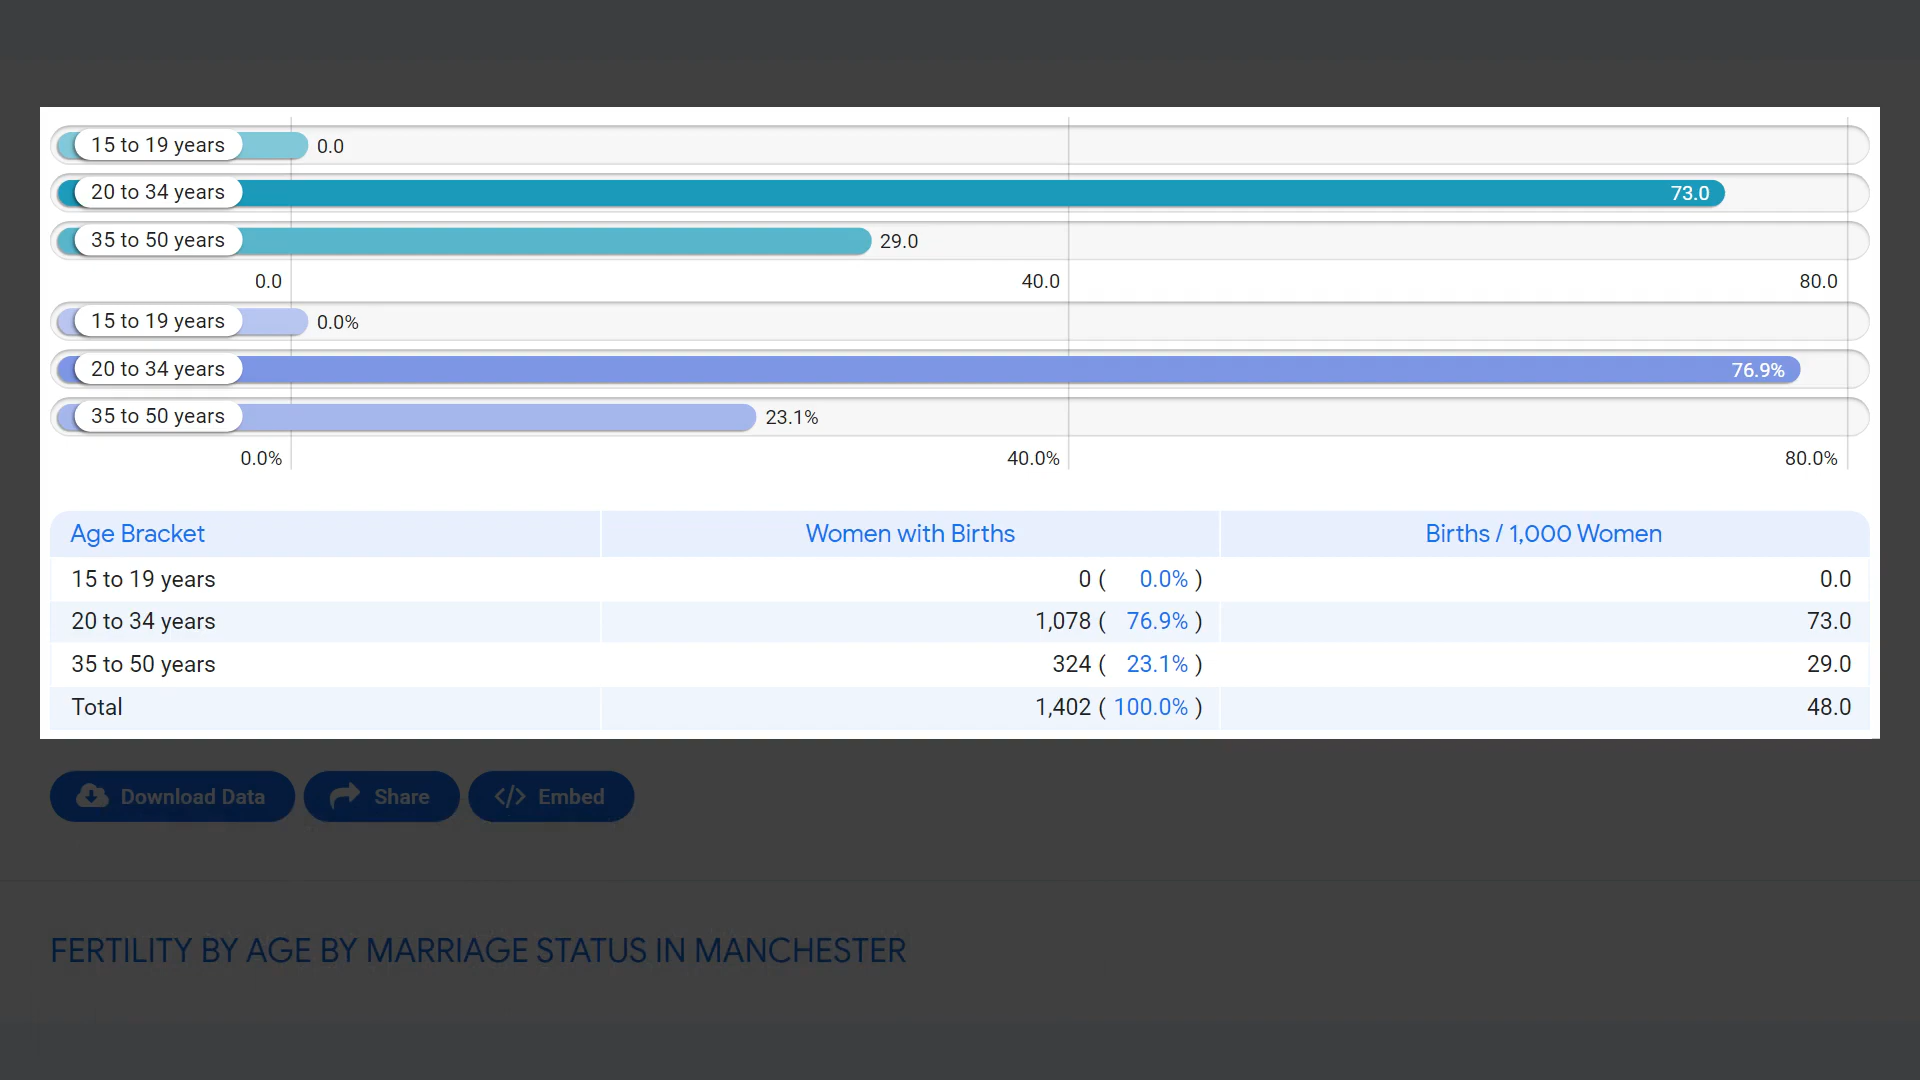 15 to 19 years 0.0
20 to 34 years 73.0
35 to 50 years 29.0
0.0 40.0 80.0
15 to 19 years 0.0%
20 to 34 years 76.9%
35 to 50 years 23.1%
0.0% 40.0% 80.0%
Age Bracket Women with Births Births / 1,000 Women
15 to 19 years 0 ( 0.0% ) 0.0
20 to 34 years 1,078 ( 76.9% ) 73.0
35 to 50 years 324 ( 23.1% ) 29.0
Total 1,402 ( 100.0% ) 48.0
Download Data Share </> Embed
FERTILITY BY AGE BY MARRIAGE STATUS IN MANCHESTER